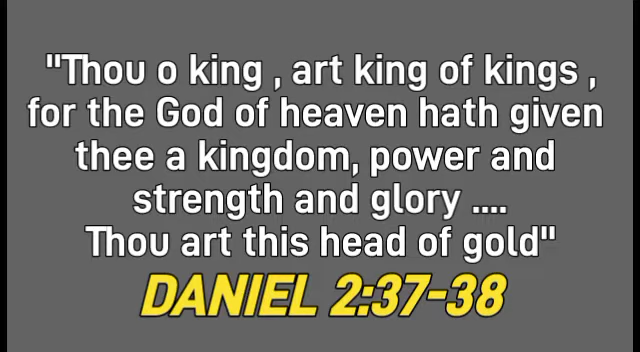 "Thou o king , art king of kings ,
for the God of heaven hath given
thee a kingdom, power and
strength and glory ....
Thou art this head of gold"
DANIEL 2:37-38